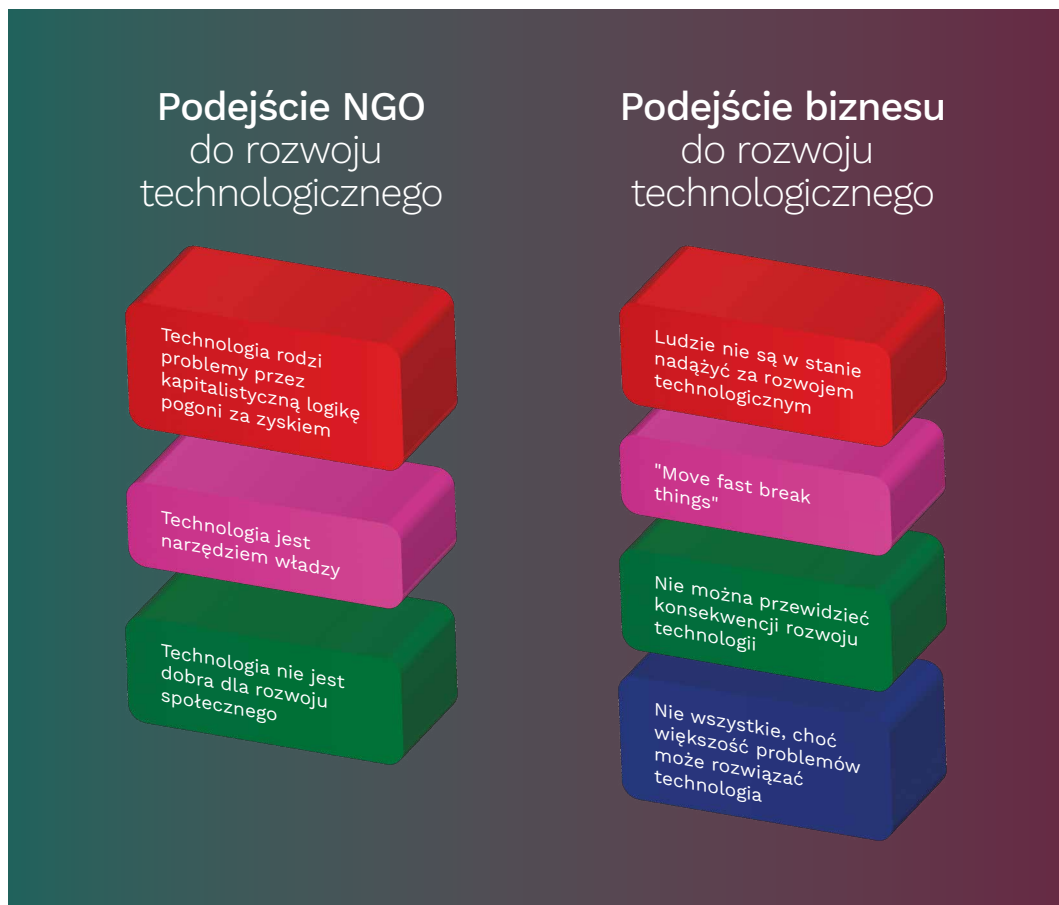 Podejście NGO
do rozwoju
technologicznego
Technologia rodzi
problemy przez
kapitalistyczną logikę
pogoni za zyskiem
Technologia jest
narzędziem władzy
Technologia nie jest
dobra dla rozwoju
społecznego
Podejście biznesu
do rozwoju
technologicznego
Ludzie nie są w stanie
nadążyć za rozwojem
technologicznym
"Move fast break
things"
Nie można przewidzieć
konsekwencji rozwoju
technologii
Nie wszystkie, choć
większość problemów
może rozwiązać
technologia